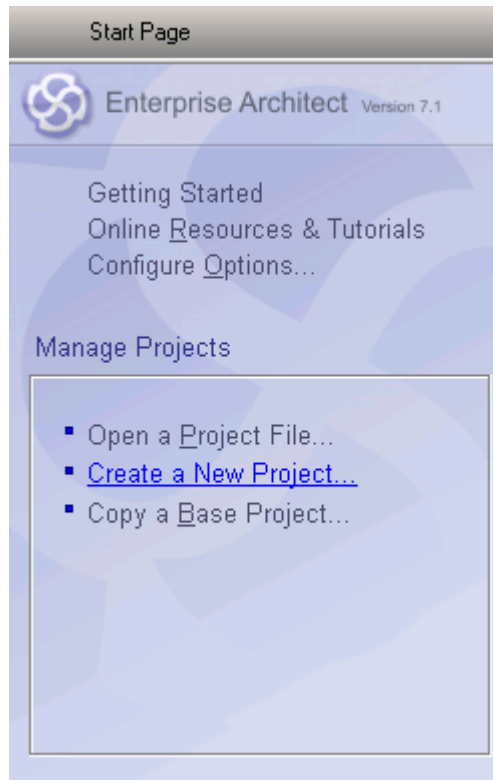 Start Page
Enterprise Architect Version 7.1
Getting Started
Online Resources & Tutorials
Configure Options...
Manage Projects
Open a Project File...
Create a New Project...
Copy a Base Project...